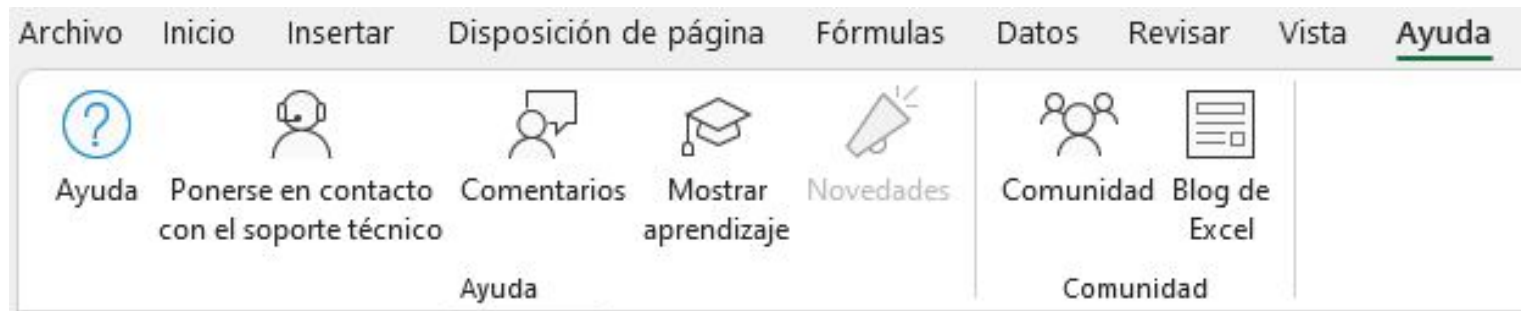 Archivo Inicio Insertar Disposición de página Fórmulas Datos Revisar Vista Ayuda
Ayuda Ponerse en contacto Comentarios Mostrar Novedades Comunidad Blog de
con el soporte técnico aprendizaje Excel
Ayuda Comunidad